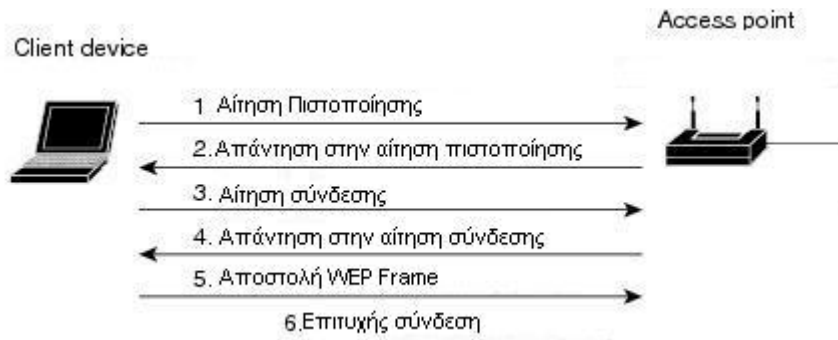 Access point
Client device
1 Αίτηση Πιστοποίησης
2.Απάντηση στην αίτηση πιστοποίησης
3. Αίτηση σύνδεσης
4. Απάντηση στην αίτηση σύνδεσης
5. Αποστολή WEP Frame
6.Επιτυχής σύνδεση